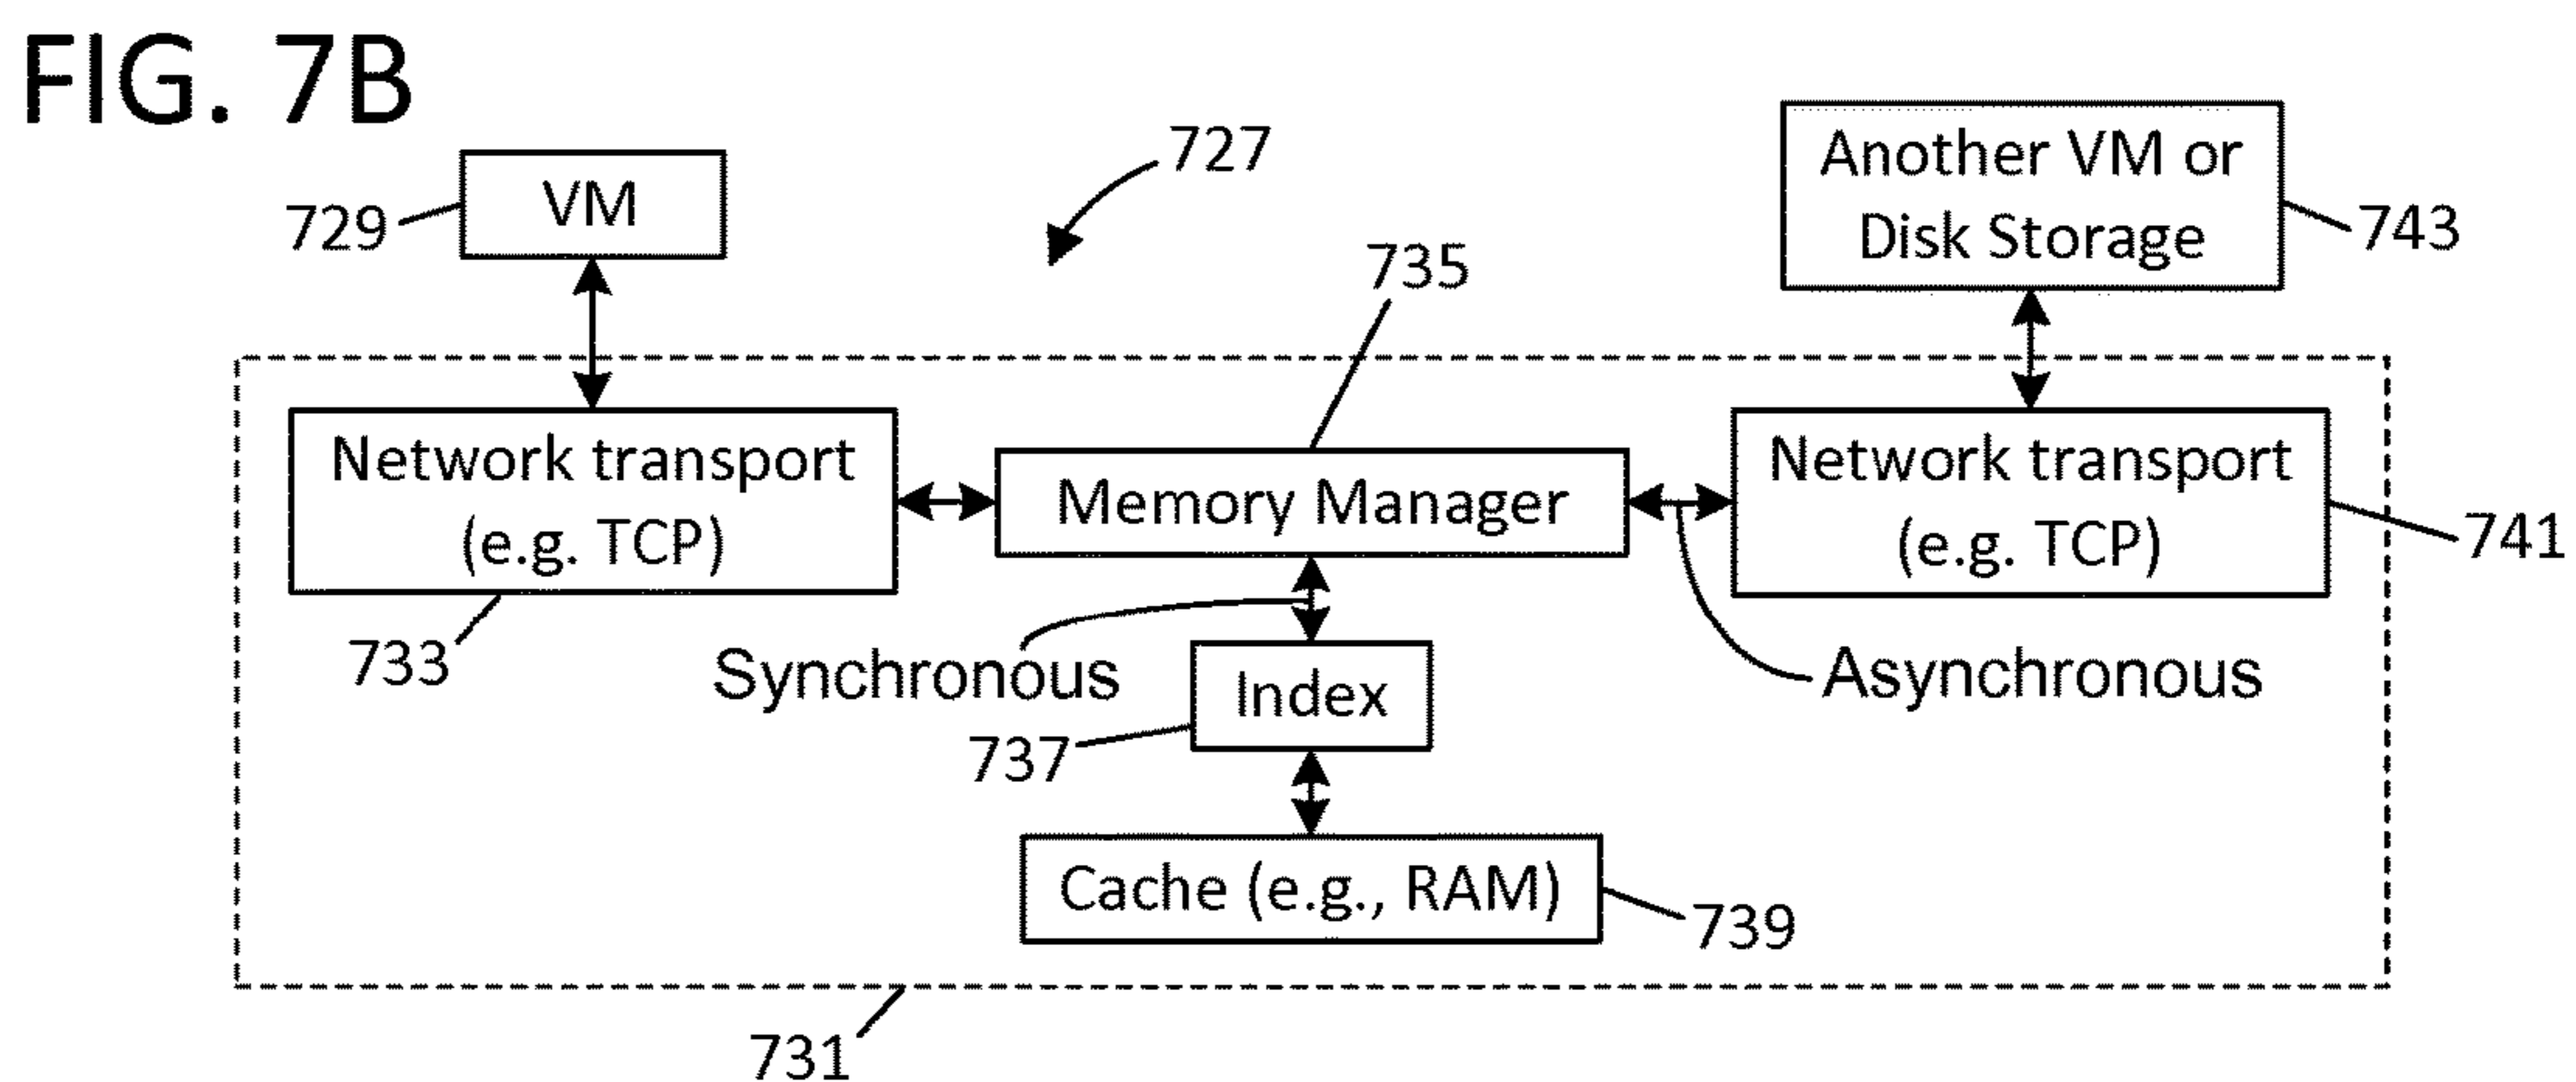 FIG. 7B
727
VM
729
Another VM or
Disk Storage
743
735
Network transport
(e.g. TCP)
733
Memory Manager
Network transport
(e.g. TCP)
741
Synchronous
Asynchronous
Index
737
Cache (e.g., RAM)
739
731